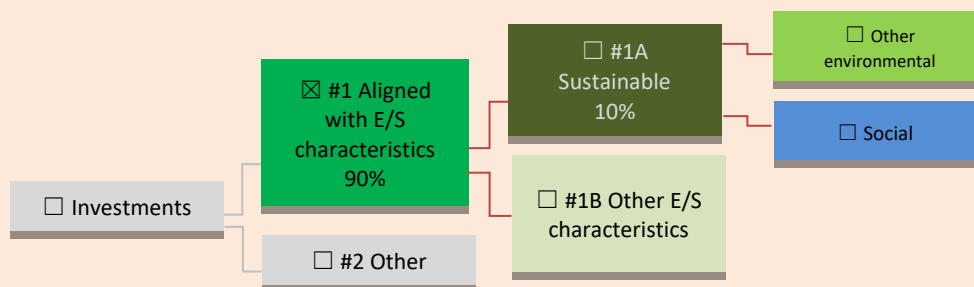 ☐ Investments
☒ #1 Aligned
with E/S
characteristics
90%
☐ #2 Other
☐ #1A
Sustainable
10%
☐ #1B Other E/S
characteristics
☐ Other
environmental
☐ Social